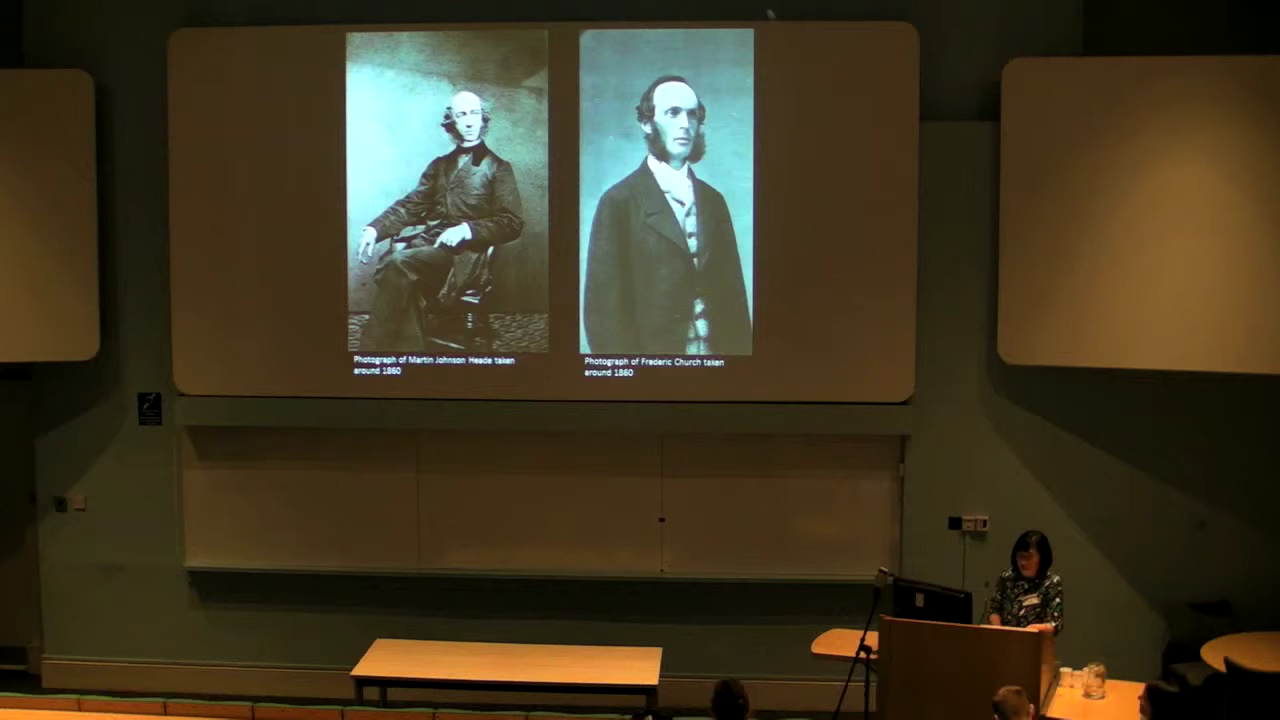 Photograph of Martin Johnson Heade taken
around 1860
Photograph of Frederic Church taken
around 1860